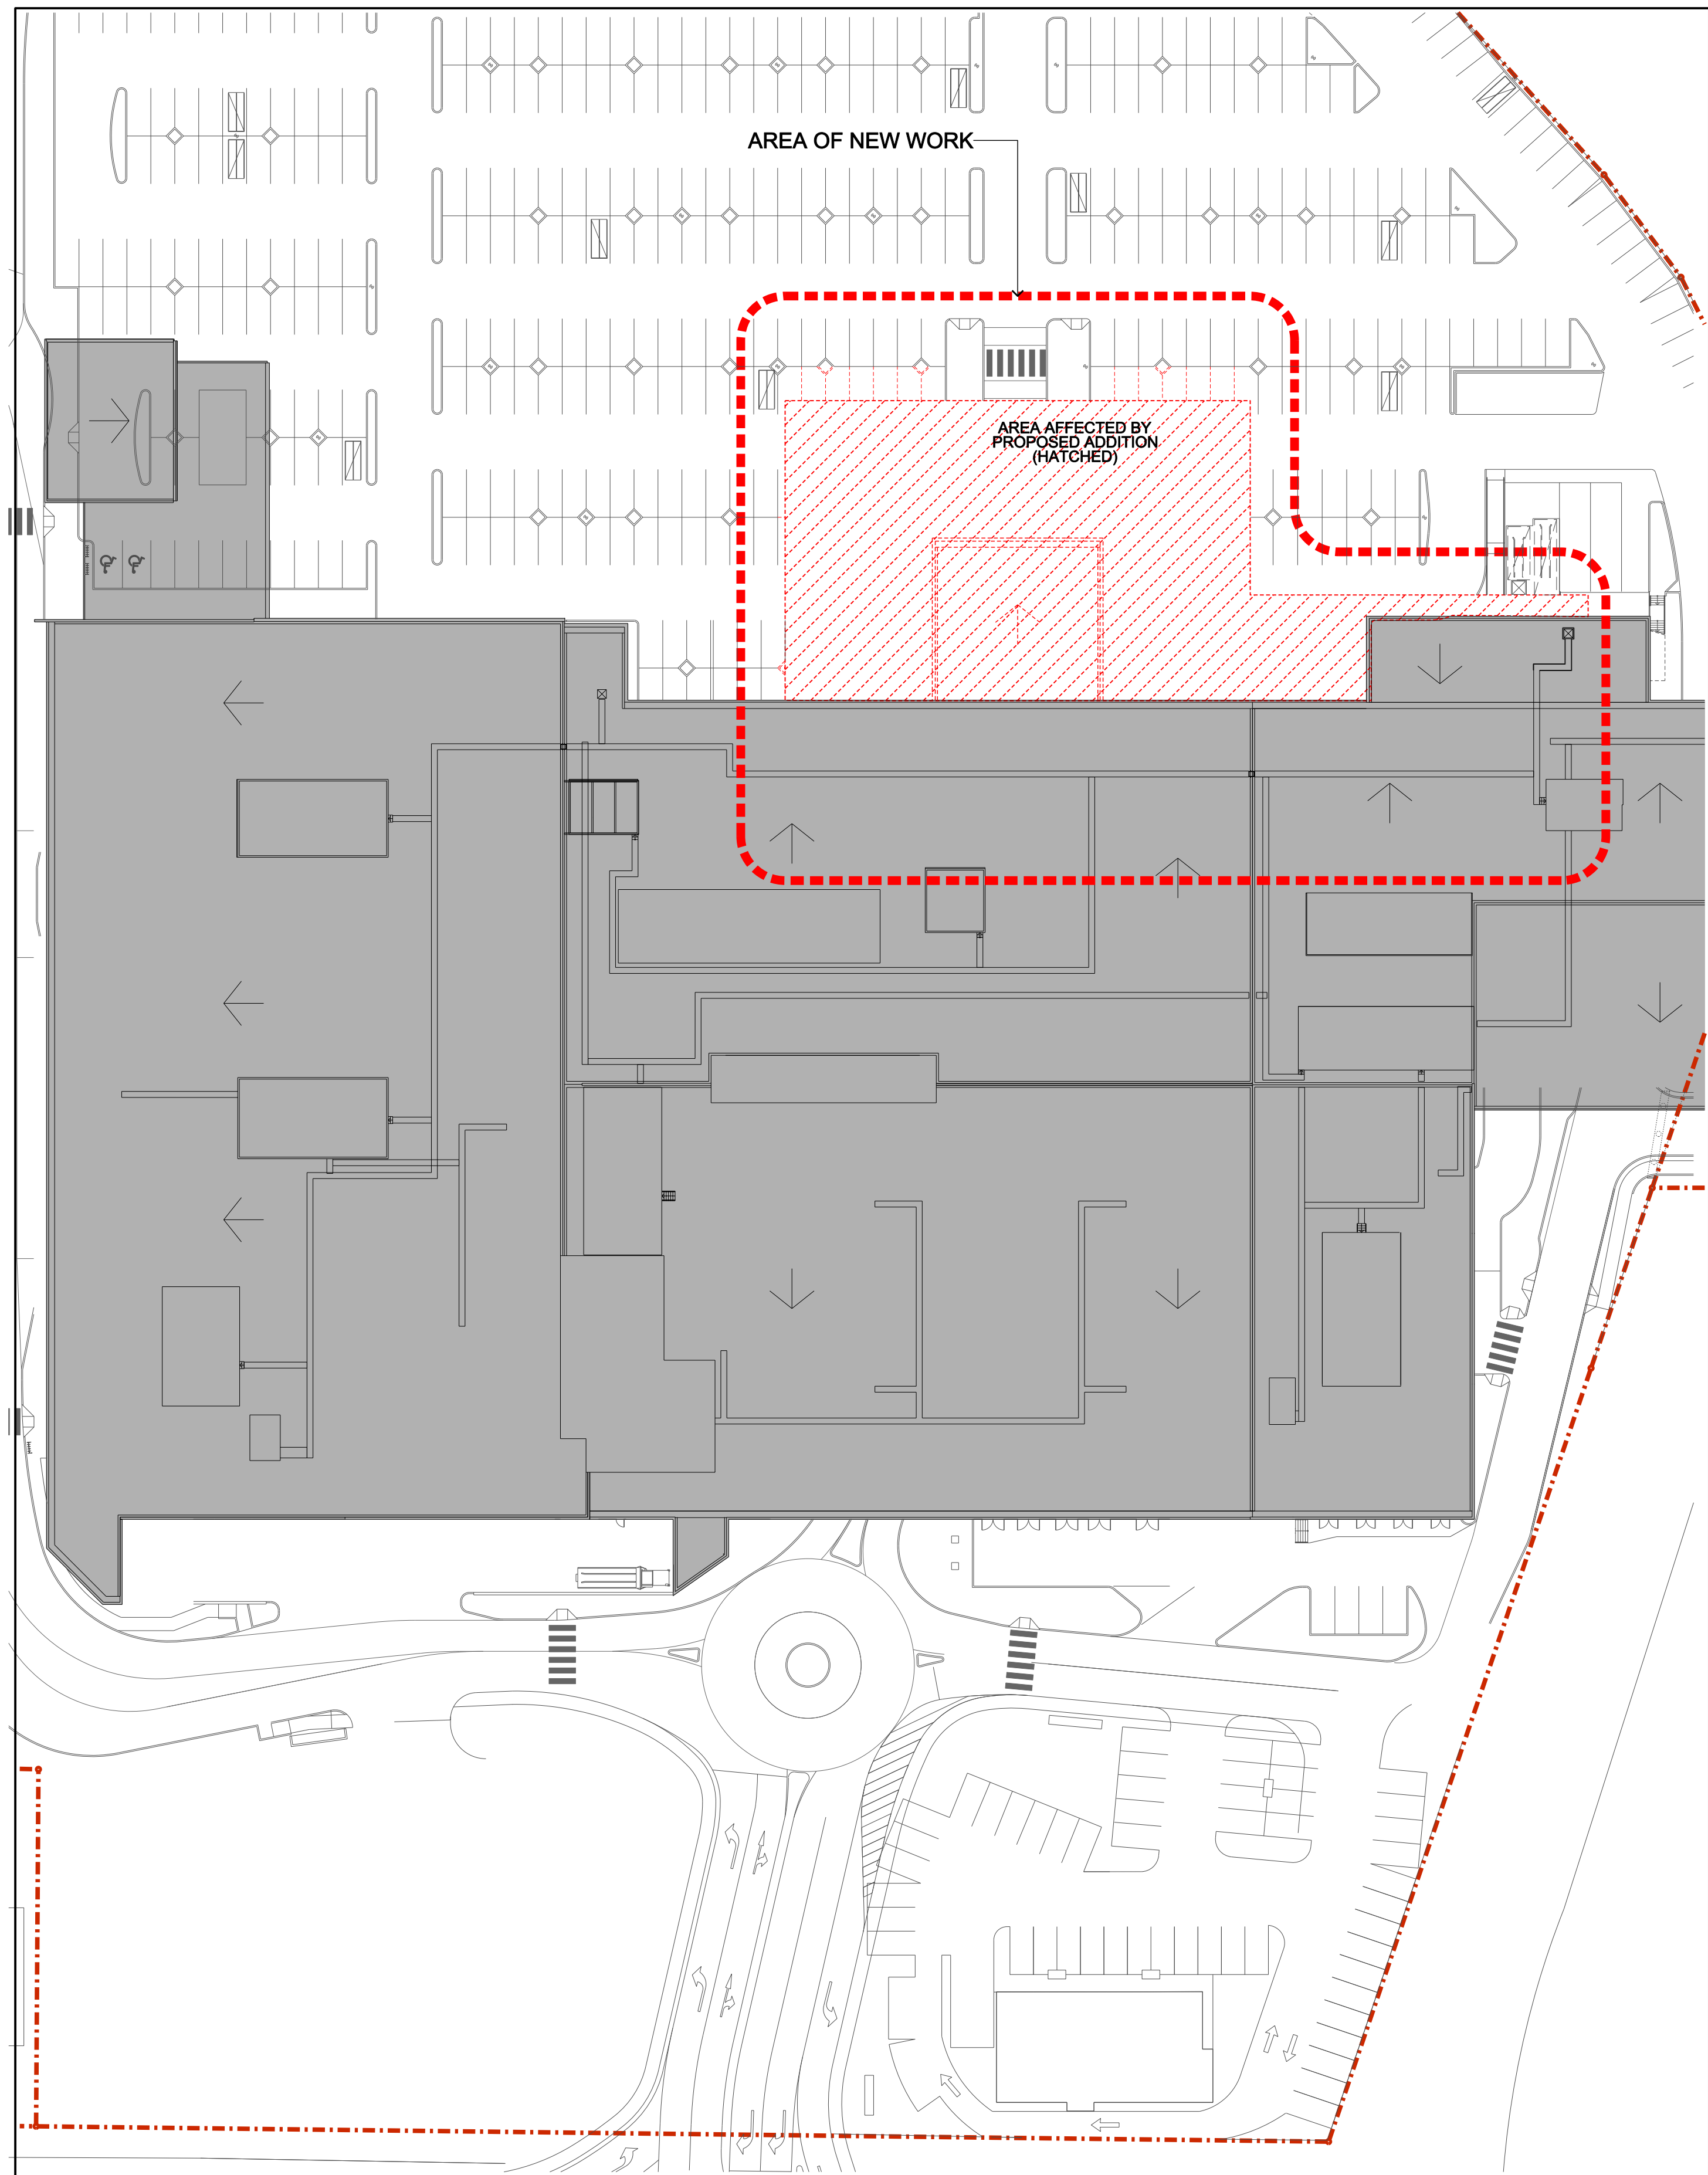 AREA OF NEW WORK
AREA AFFECTED BY
PROPOSED ADDITION
(HATCHED)